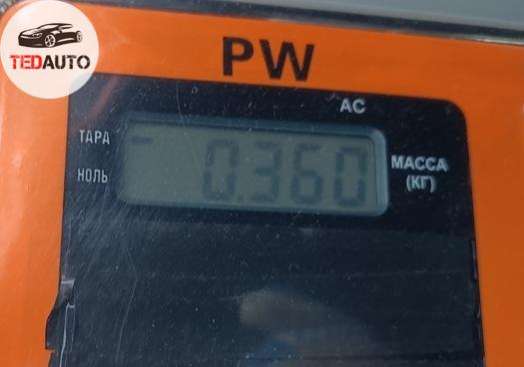 TEDAUTO
PW
AC
ТАРА
НОЛЬ
0.360
МАССА
(КГ)